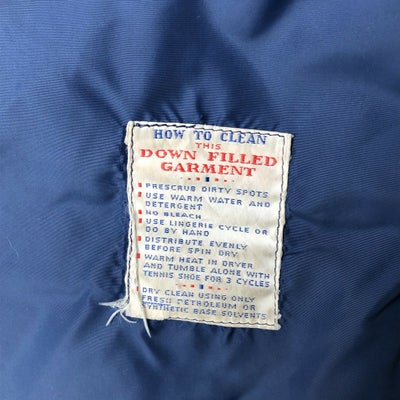 HOW TO CLEAN
THIS
DOWN FILLED
GARMENT
PRESCRUB DIRTY SPOTS
USE WARM WATER AND
DETERGENT
NO BLEACH
USE LINGERIE CYCLE OR
DO BY HAND
DISTRIBUTE EVENLY
BEFORE SPIN DRY
WARM HEAT IN DRYER
AND TUMBLE ALONE WITH
TENNIS SHOE FOR 3 CYCLES
DRY CLEAN USING ONLY
FRESH PETROLEUM OR
SYNTHETIC BASE SOLVENTS